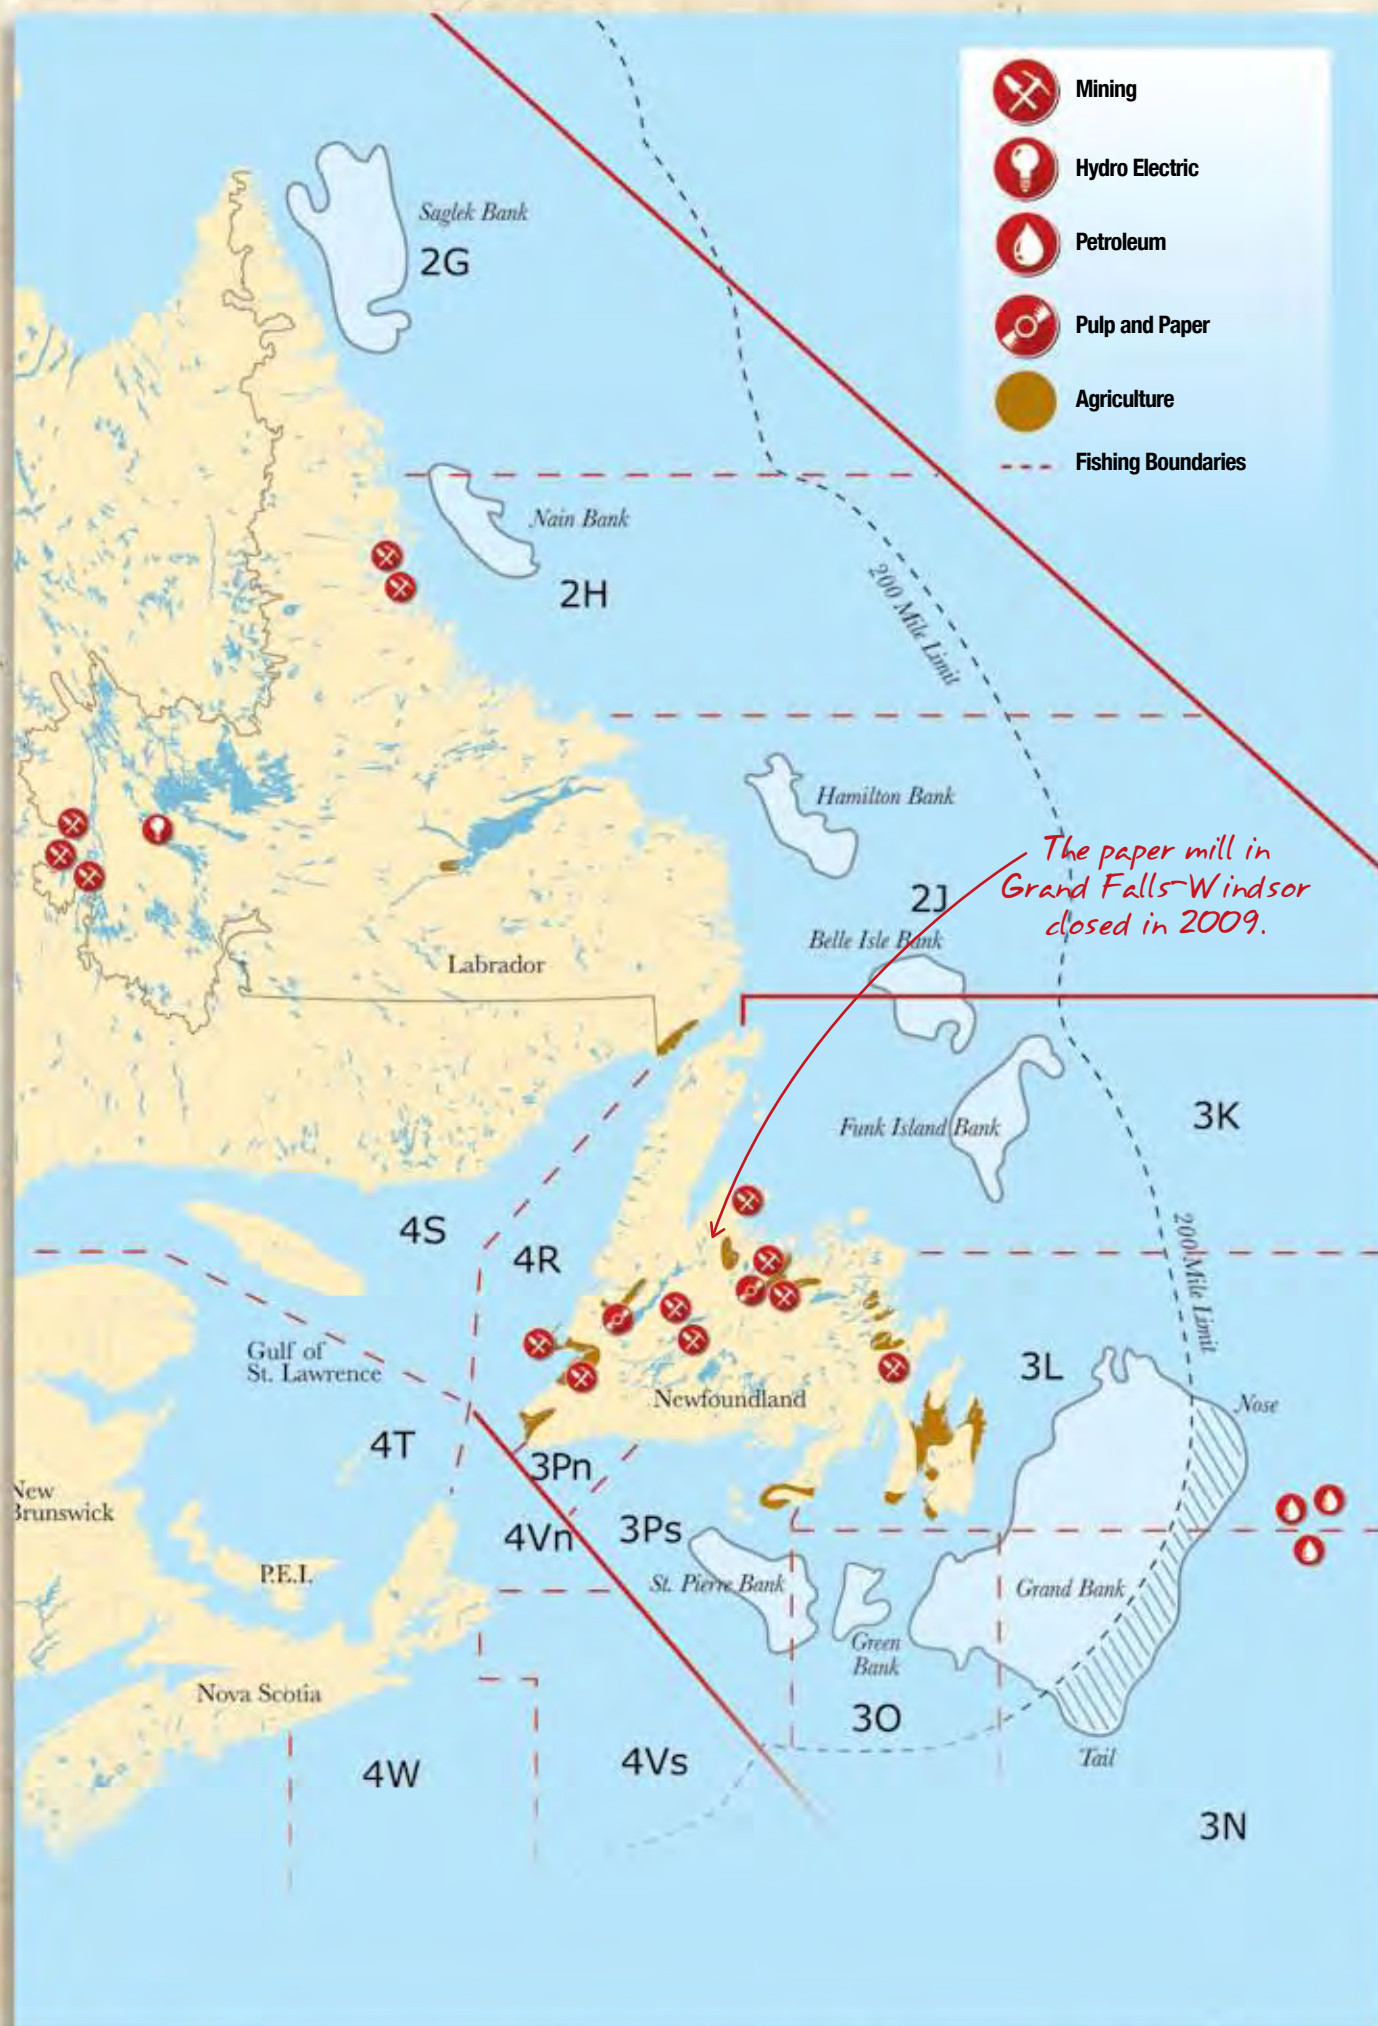 Mining
Hydro Electric
Petroleum
Pulp and Paper
Agriculture
Fishing Boundaries
Saglek Bank
2G
Nain Bank
2H
200 Mile Limit
Hamilton Bank
2J
The paper mill in
Grand Falls-Windsor
closed in 2009.
Belle Isle Bank
Labrador
3K
Funk Island Bank
4S
4R
200 Mile Limit
Gulf of
St. Lawrence
3L
Newfoundland
Nose
4T
3Pn
New
Brunswick
4Vn
3Ps
P.E.I.
St. Pierre Bank
Grand Bank
Green
Bank
Nova Scotia
3O
Tail
4W
4Vs
3N